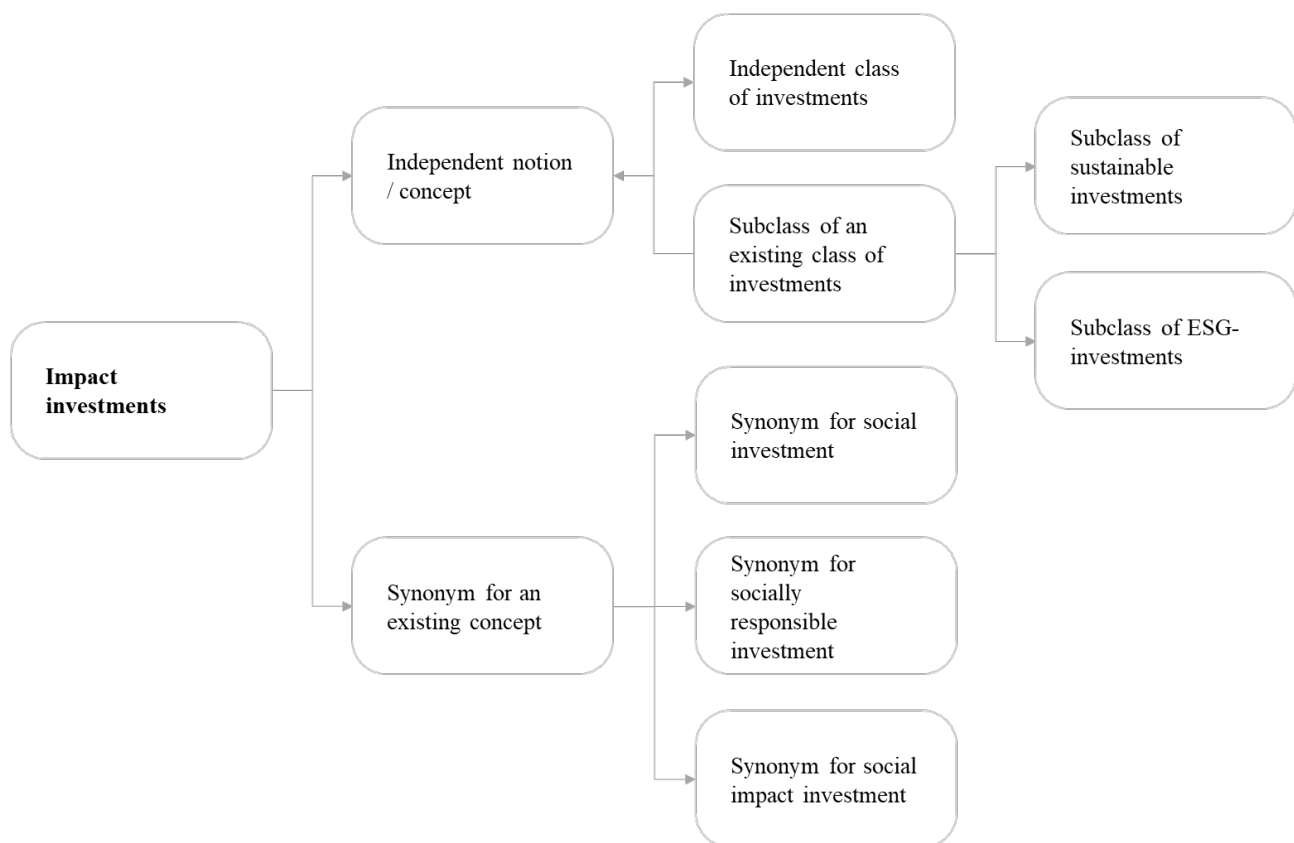 Impact
investments
Independent notion
/ concept
Synonym for an
existing concept
Independent class
of investments
Subclass of an
existing class of
investments
Synonym for social
investment
Synonym for
socially
responsible
investment
Synonym for social
impact investment
Subclass of
sustainable
investments
Subclass of ESG-
investments